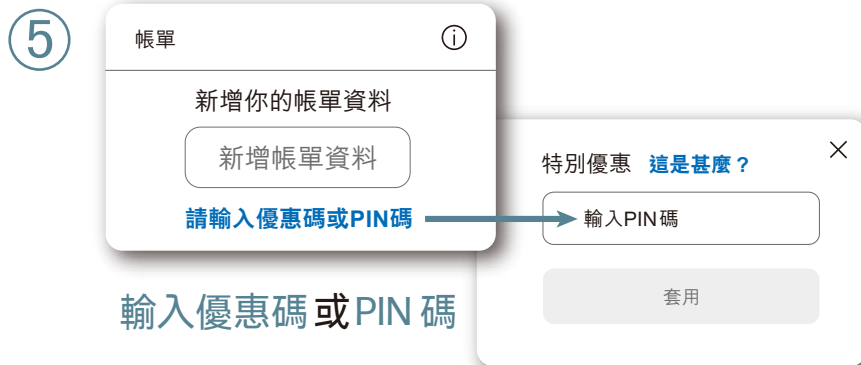 ⑤
帳單
新增你的帳單資料
新增帳單資料
請輸入優惠碼或PIN碼
特別優惠 這是甚麼？
輸入PIN碼
套用
輸入優惠碼或PIN 碼